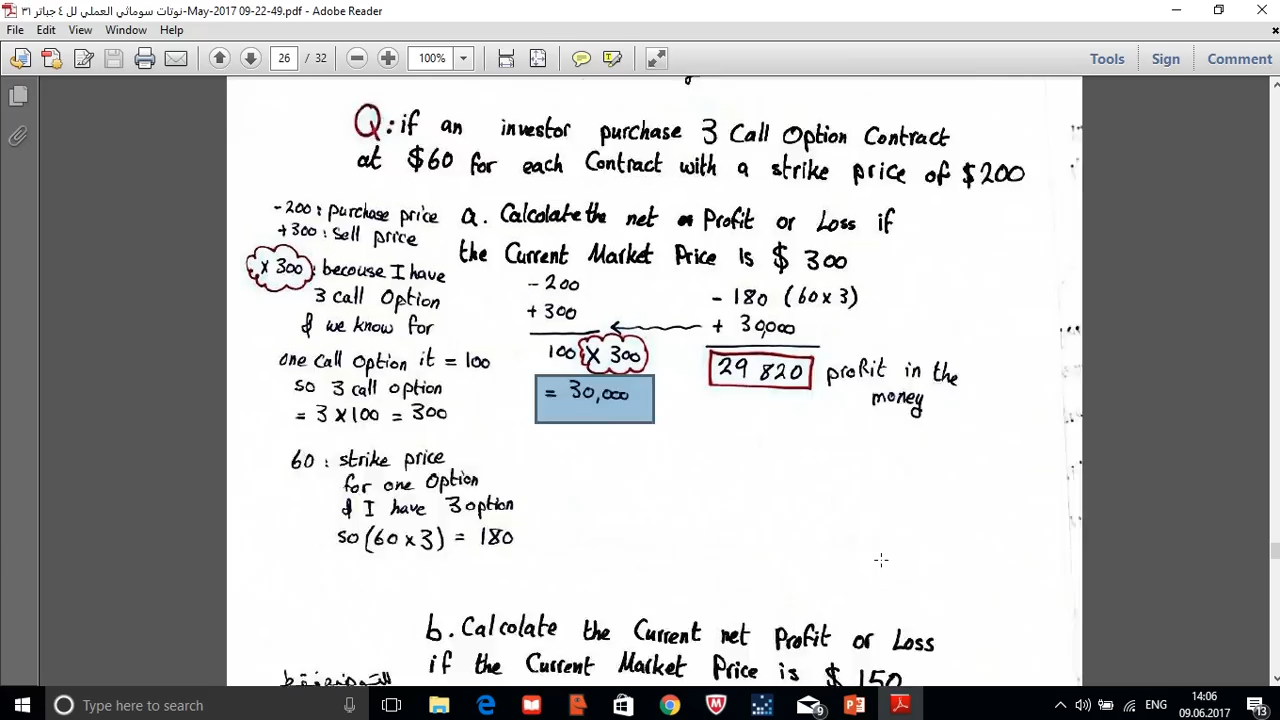 نوتات سومائي العملي لل ٤ جباتر ٣١-May-2017 09-22-49.pdf - Adobe Reader
File Edit View Window Help
26 / 32 100% Tools Sign Comment
Q: if an investor purchase 3 Call Option Contract
at $60 for each Contract with a strike price of $200
- 200 : purchase price
+ 300 : sell price
a. Calcolate the net Profit or Loss if
the Current Market Price Is $ 300
x 300 : becouse I have
3 call Option
& we know for
one call option it = 100
so 3 call option
= 3 x 100 = 300
- 200
+ 300
100 x 300
= 30,000
- 180 (60 x 3)
+ 30,000
29 820 profit in the
money
60 : strike price
for one Option
& I have 3 option
so (60 x 3) = 180
b. Calculate the Current net Profit or Loss
if the Current Market Price is $ 150
Type here to search
9
ENG
14:06
09.06.2017
13